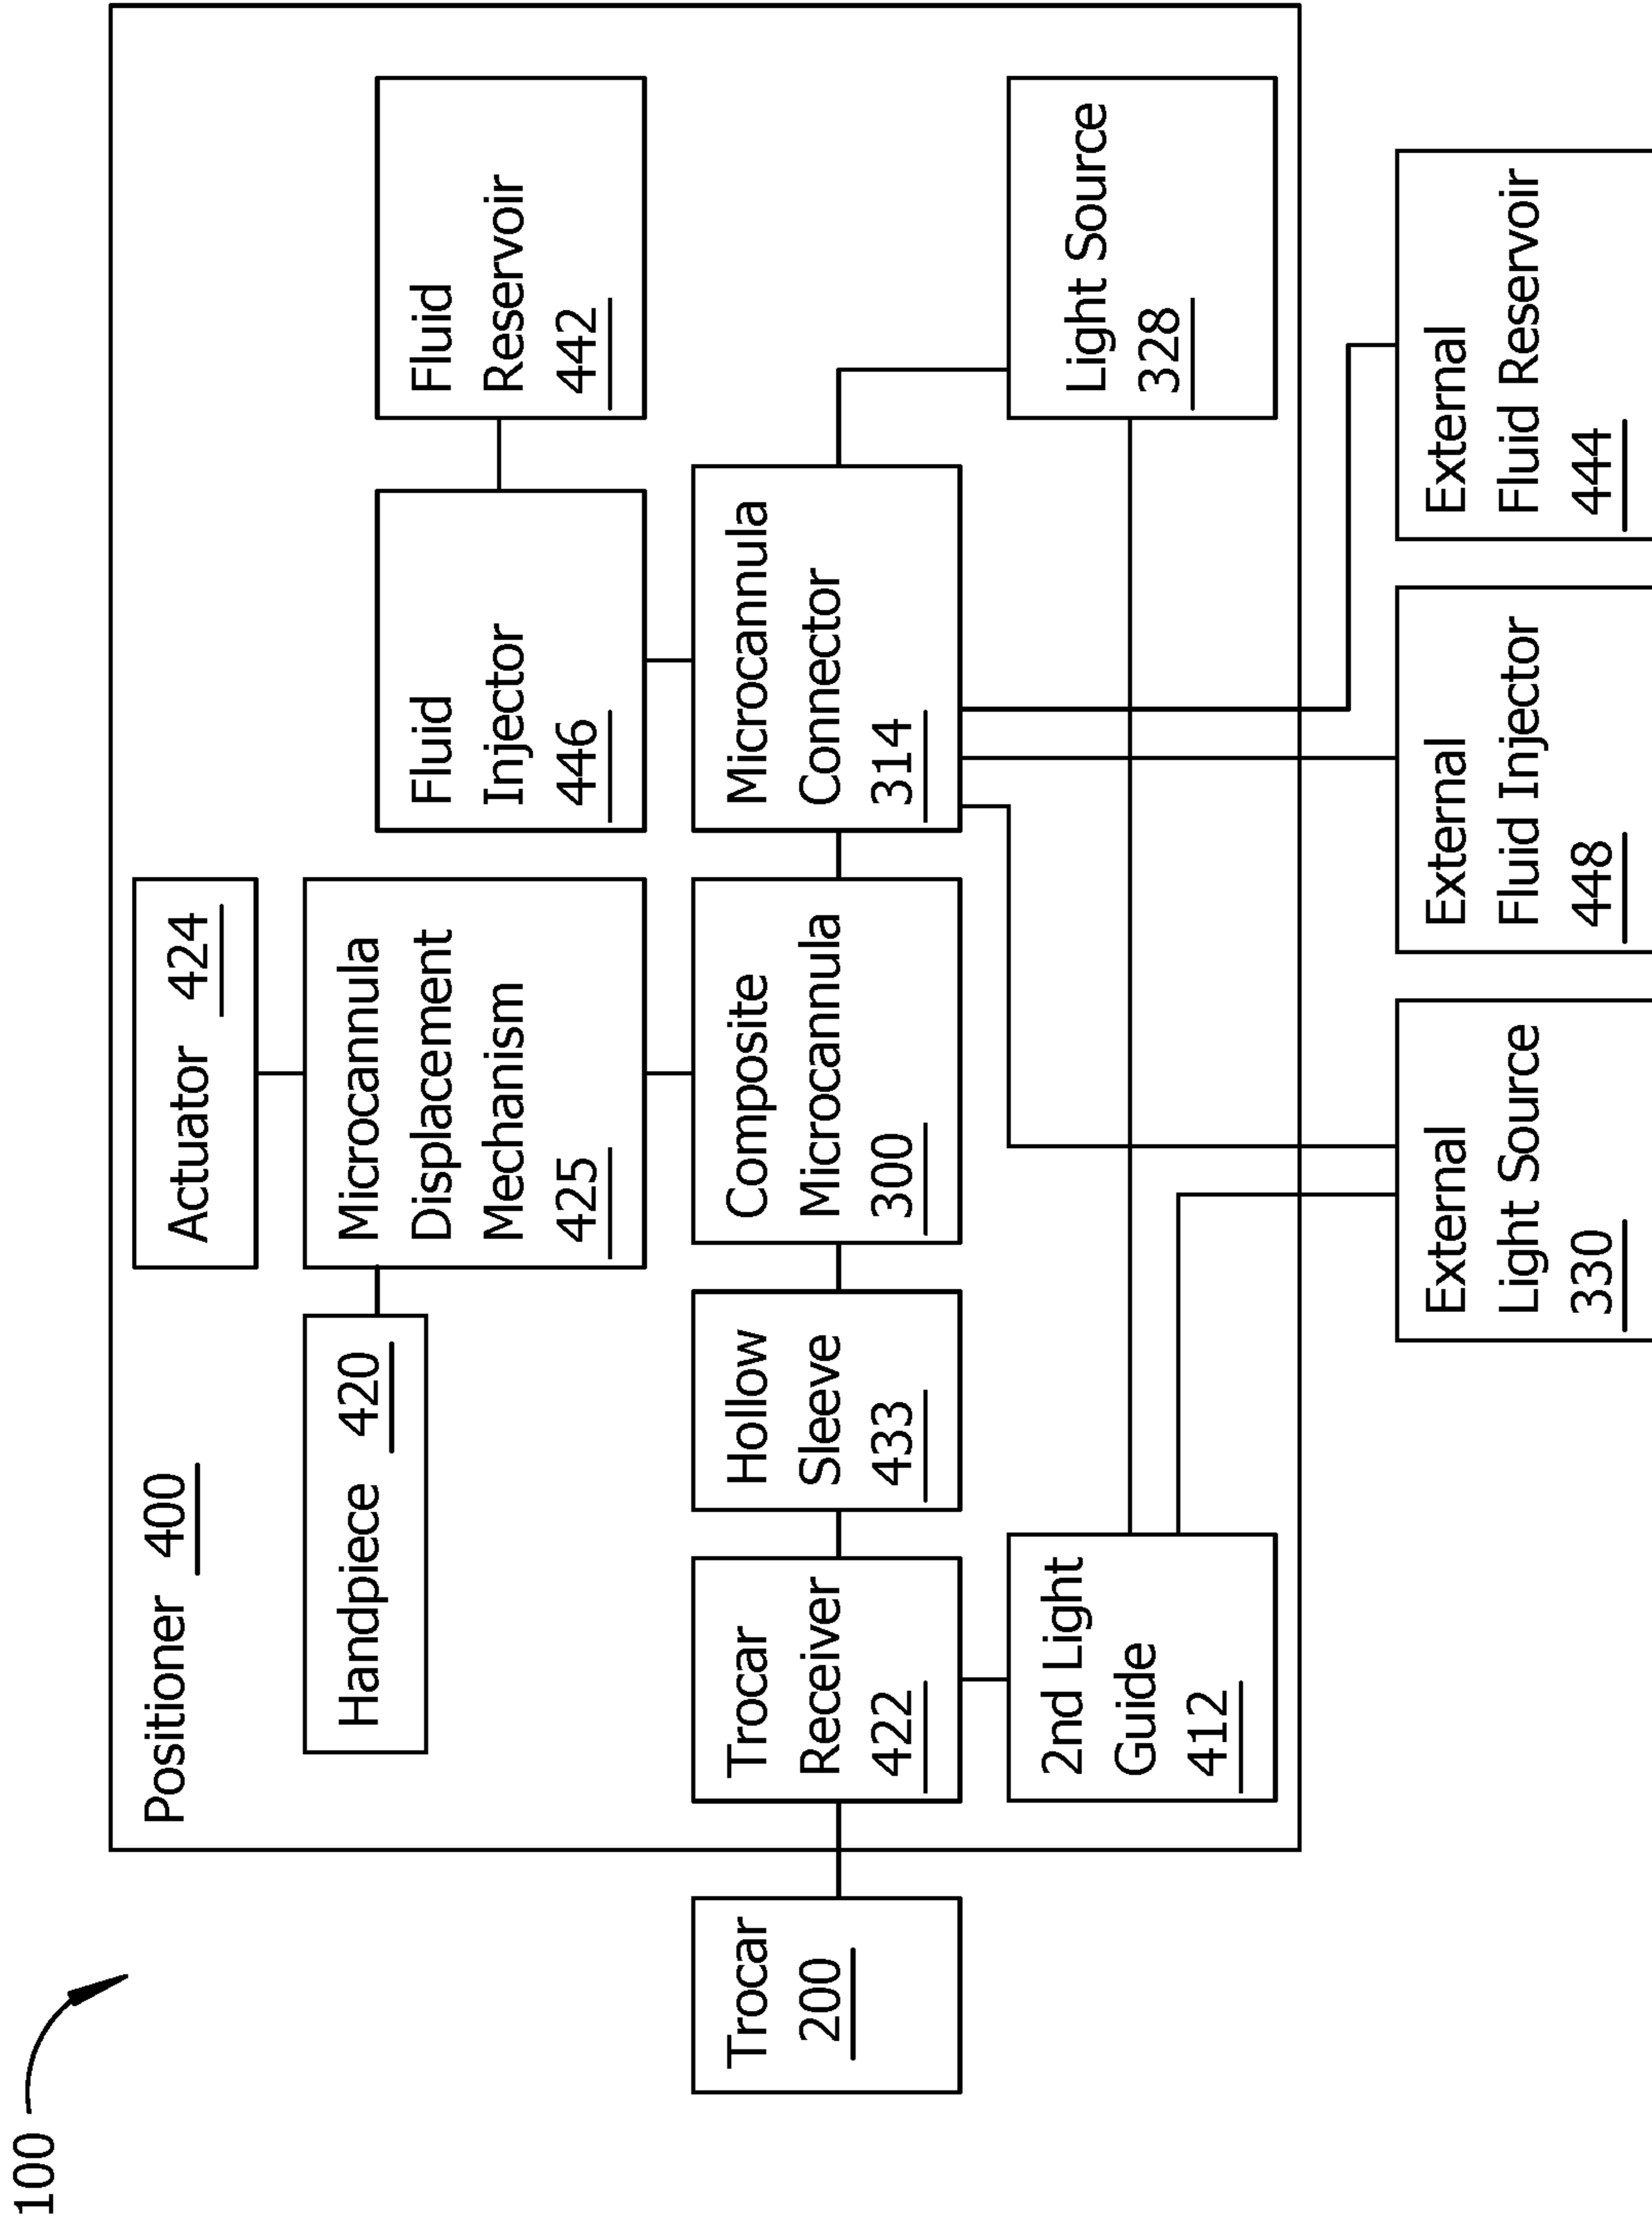 100
Positioner 400
Actuator 424
Handpiece 420
Microcannula
Displacement
Mechanism
425
Fluid
Injector
446
Fluid
Reservoir
442
Trocar
200
Trocar
Receiver
422
Hollow
Sleeve
433
Composite
Microcannula
300
Microcannula
Connector
314
2nd Light
Guide
412
Light Source
328
External
Light Source
330
External
Fluid Injector
448
External
Fluid Reservoir
444